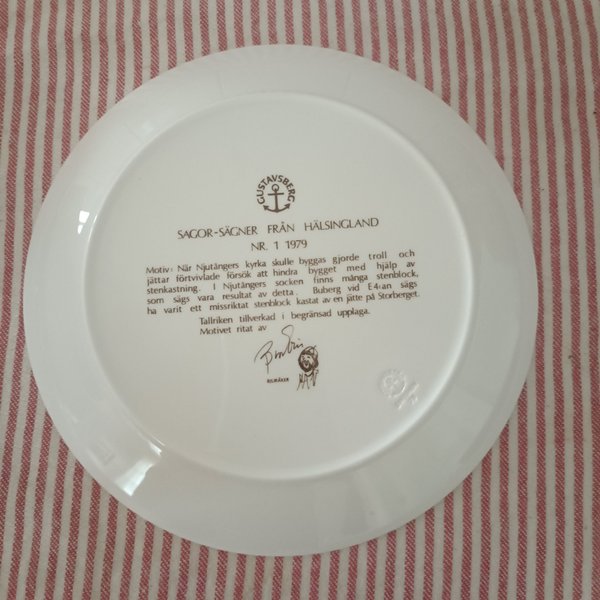 GUSTAVSBERG
SAGOR-SÄGNER FRÅN HÄLSINGLAND
NR. 1 1979
Motiv: När Njutångers kyrka skulle byggas gjorde troll och
jättar förtvivlade försök att hindra bygget med hjälp av
stenkastning. I Njutångers socken finns många stenblock,
som sägs vara resultat av detta. Buberg vid E4:an sägs
ha varit ett missriktat stenblock kastat av en jätte på Storberget.
Tallriken tillverkad i begränsad upplaga.
Motivet ritat av